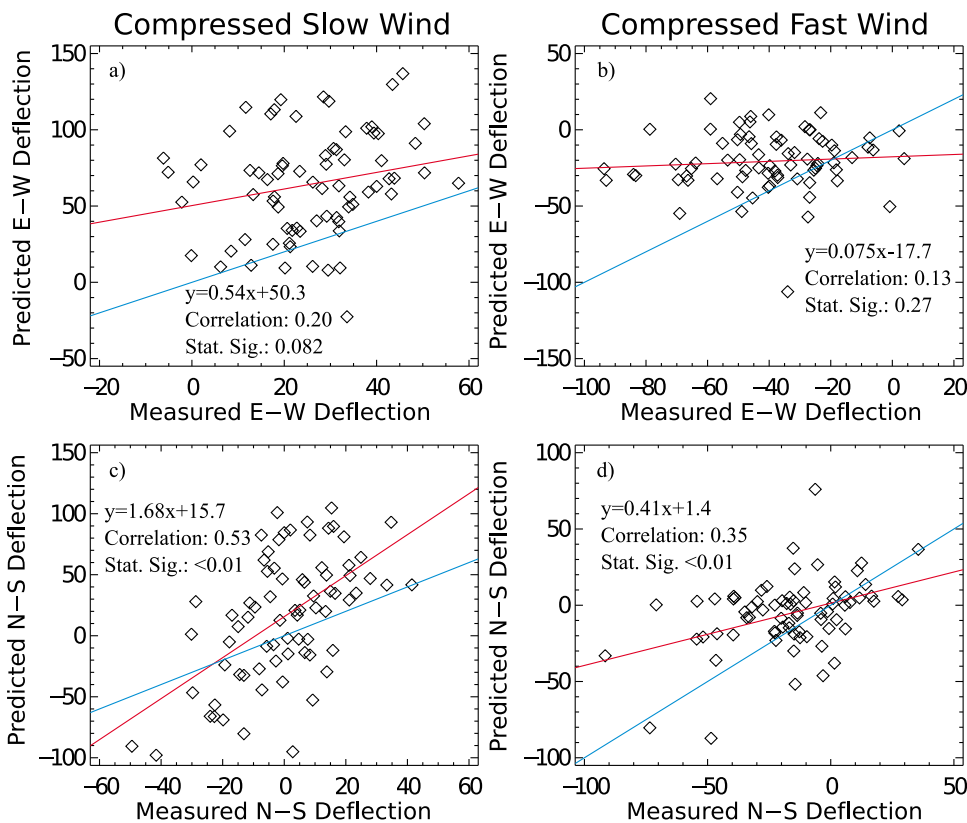 Compressed Slow Wind
Compressed Fast Wind
a)
150
100
50
0
−50
Predicted E−W Deflection
y=0.54x+50.3
Correlation: 0.20
Stat. Sig.: 0.082
−20 0 20 40 60
Measured E−W Deflection
b)
50
0
−50
−100
−150
Predicted E−W Deflection
y=0.075x-17.7
Correlation: 0.13
Stat. Sig.: 0.27
−100 −80 −60 −40 −20 0 20
Measured E−W Deflection
c)
150
100
50
0
−50
−100
Predicted N−S Deflection
y=1.68x+15.7
Correlation: 0.53
Stat. Sig.: <0.01
−60 −40 −20 0 20 40 60
Measured N−S Deflection
d)
100
50
0
−50
−100
Predicted N−S Deflection
y=0.41x+1.4
Correlation: 0.35
Stat. Sig.: <0.01
−100 −50 0 50
Measured N−S Deflection